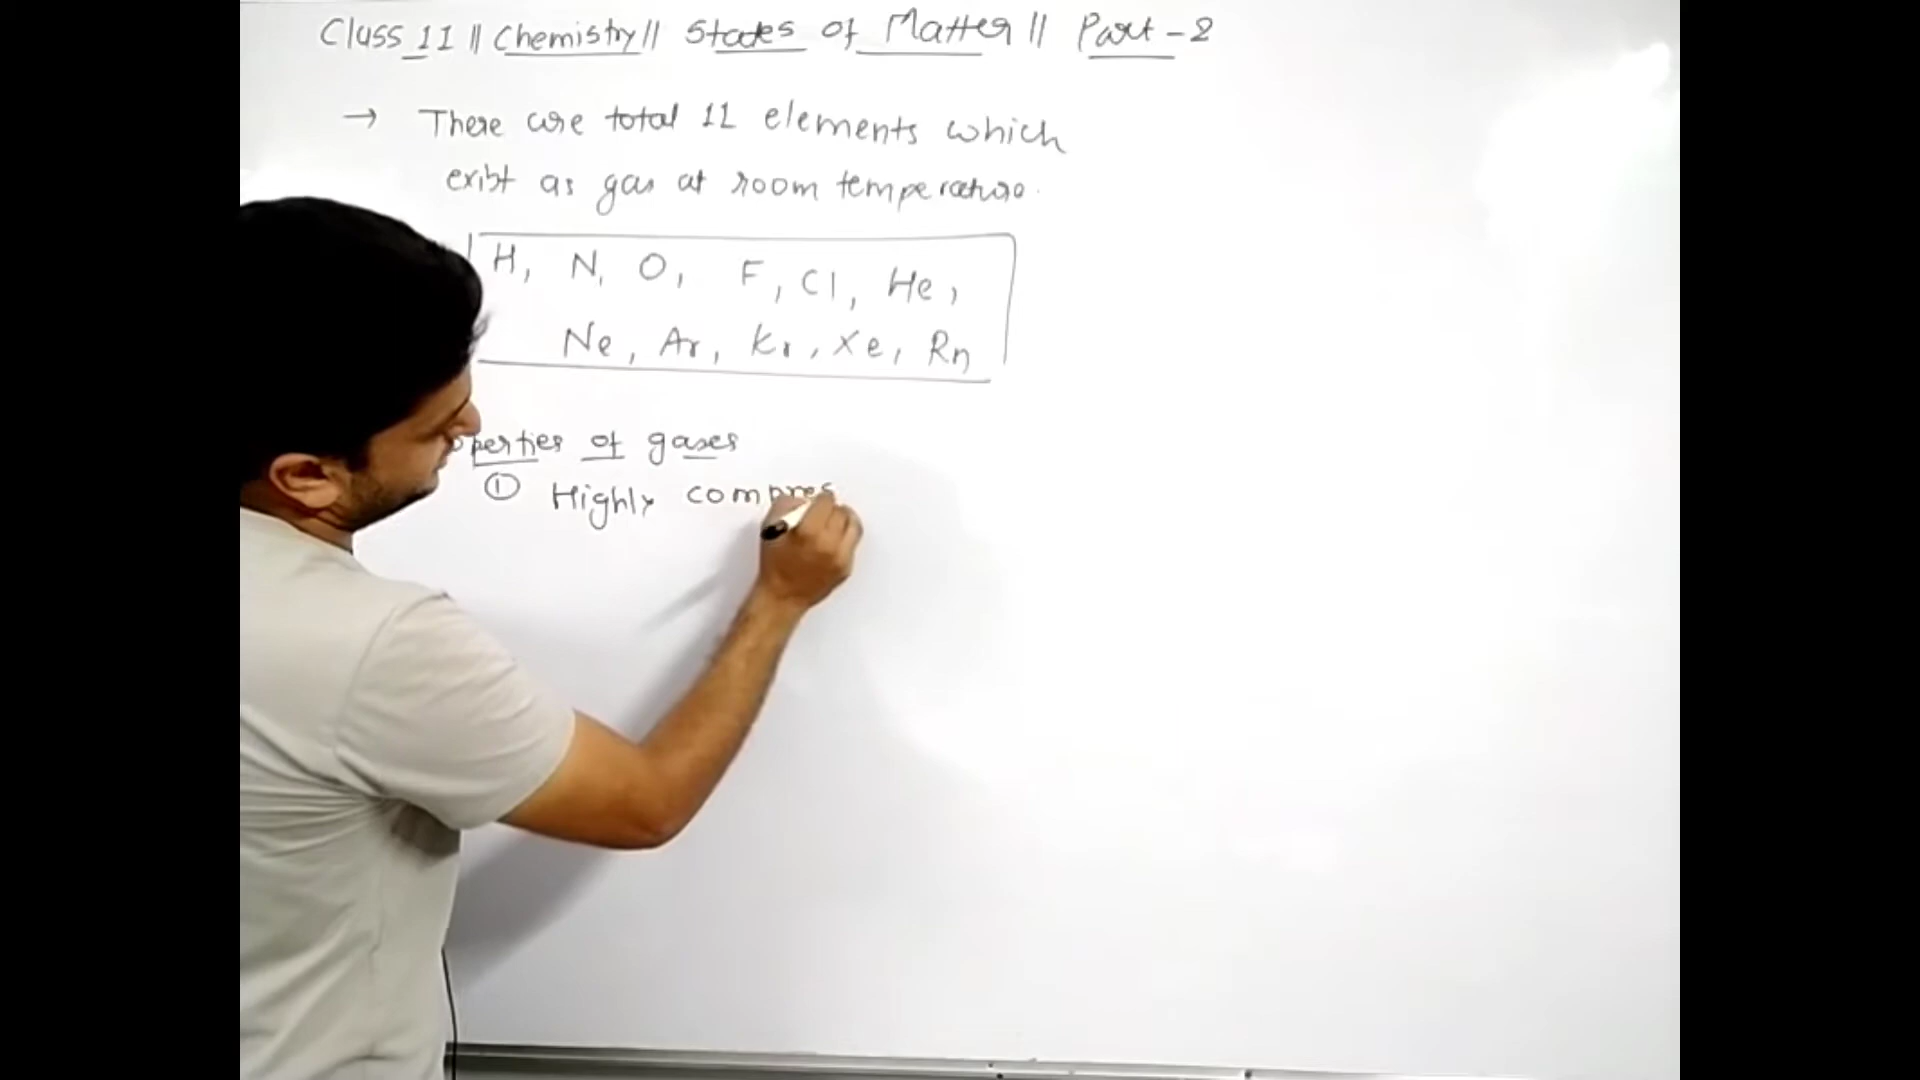 Class 11 || Chemistry || States of Matter || Part-2
→ There are total 11 elements which
exist as gas at room temperature.
H, N, O, F, Cl, He,
Ne, Ar, Kr, Xe, Rn
operties of gases
① Highly compres